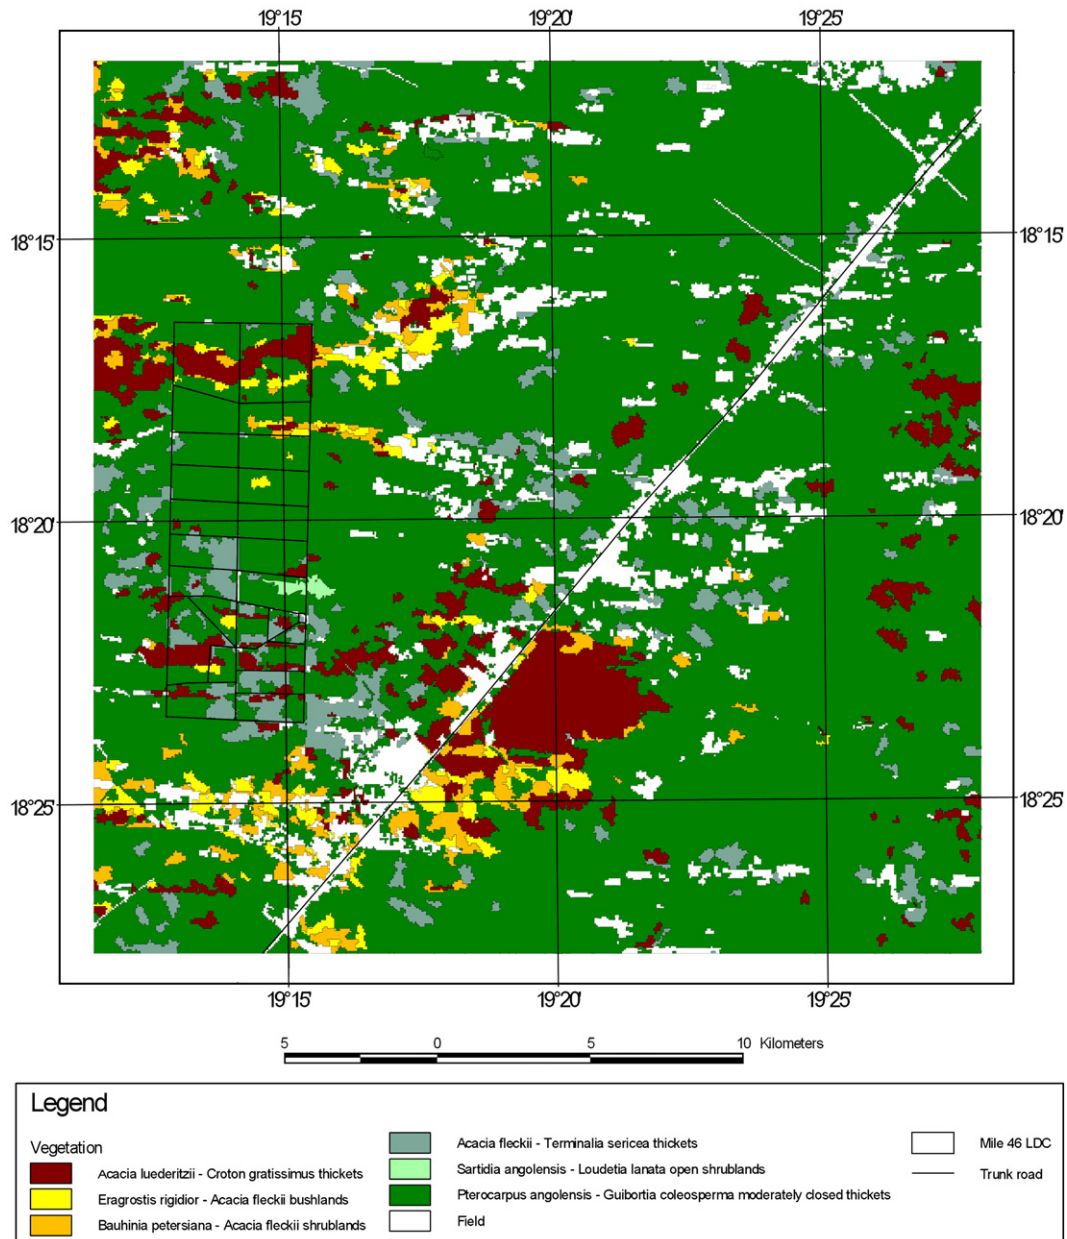 19°15' 19°20' 19°25'
18°15' 18°15'
18°20' 18°20'
18°25' 18°25'
19°15' 19°20' 19°25'
5 0 5 10 Kilometers
Legend
Vegetation
Acacia luederitzii - Croton gratissimus thickets
Eragrostis rigidior - Acacia fleckii bushlands
Bauhinia petersiana - Acacia fleckii shrublands
Acacia fleckii - Terminalia sericea thickets
Sartidia angolensis - Loudetia lanata open shrublands
Pterocarpus angolensis - Guibortia coleosperma moderately closed thickets
Field
Mile 46 LDC
Trunk road